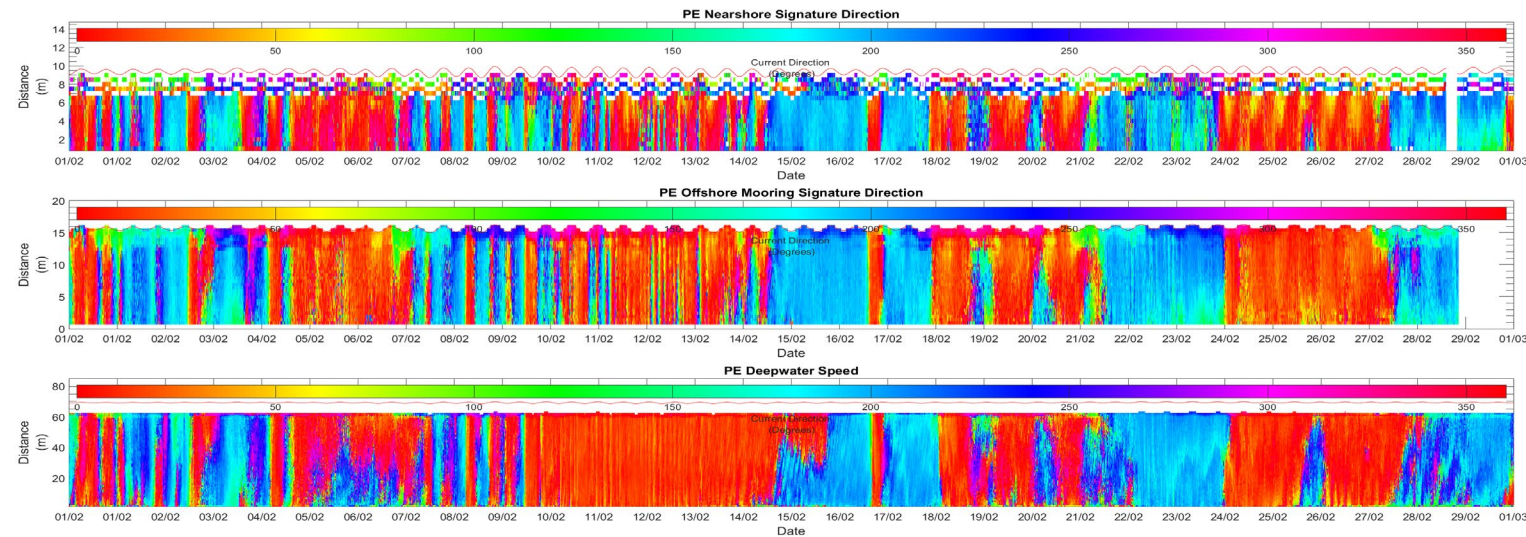 PE Nearshore Signature Direction
14
12
10
8
6
4
2
Distance
(m)
0 50 100 150 200 250 300 350
Current Direction
(Degrees)
01/02 01/02 02/02 03/02 04/02 05/02 06/02 07/02 08/02 09/02 10/02 11/02 12/02 13/02 14/02 15/02 16/02 17/02 18/02 19/02 20/02 21/02 22/02 23/02 24/02 25/02 26/02 27/02 28/02 29/02 01/03
Date
PE Offshore Mooring Signature Direction
20
15
10
5
0
Distance
(m)
0 50 100 150 200 250 300 350
Current Direction
(Degrees)
01/02 01/02 02/02 03/02 04/02 05/02 06/02 07/02 08/02 09/02 10/02 11/02 12/02 13/02 14/02 15/02 16/02 17/02 18/02 19/02 20/02 21/02 22/02 23/02 24/02 25/02 26/02 27/02 28/02 29/02 01/03
Date
PE Deepwater Speed
80
60
40
20
Distance
(m)
0 50 100 150 200 250 300 350
Current Direction
(Degrees)
01/02 01/02 02/02 03/02 04/02 05/02 06/02 07/02 08/02 09/02 10/02 11/02 12/02 13/02 14/02 15/02 16/02 17/02 18/02 19/02 20/02 21/02 22/02 23/02 24/02 25/02 26/02 27/02 28/02 29/02 01/03
Date